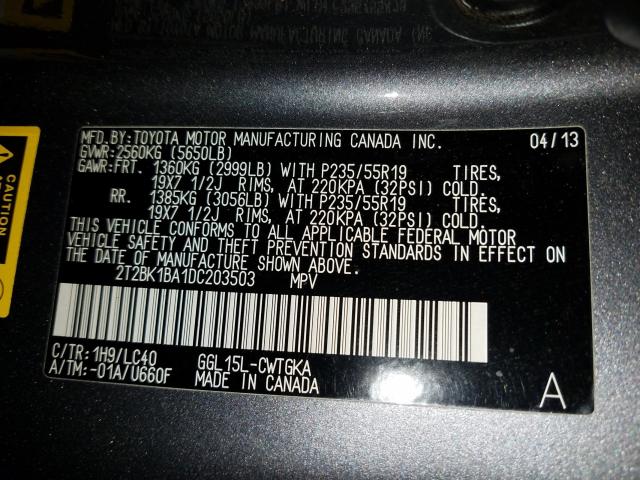 MFD.BY:TOYOTA MOTOR MANUFACTURING CANADA INC. 04/13
GVWR:2560KG (5650LB)
GAWR:FRT. 1360KG (2999LB) WITH P235/55R19 TIRES,
19X7 1/2J RIMS, AT 220KPA (32PSI) COLD.
RR. 1385KG (3056LB) WITH P235/55R19 TIRES,
19X7 1/2J RIMS, AT 220KPA (32PSI) COLD.
THIS VEHICLE CONFORMS TO ALL APPLICABLE FEDERAL MOTOR
VEHICLE SAFETY AND THEFT PREVENTION STANDARDS IN EFFECT ON
THE DATE OF MANUFACTURE SHOWN ABOVE.
2T2BK1BA1DC203503 MPV
C/TR:1H9/LC40 GGL15L-CWTGKA
A/TM:-01A/U660F MADE IN CANADA A
CAUTION